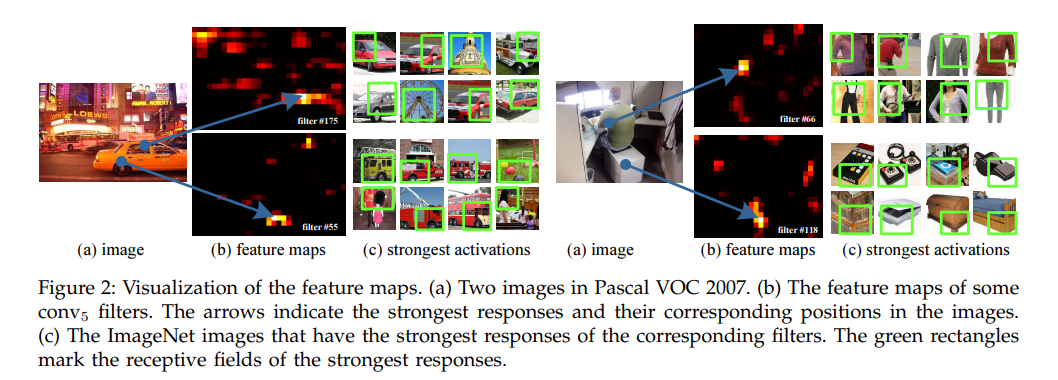 LOEWS
filter #175
filter #66
filter #55
filter #118
(a) image
(b) feature maps
(c) strongest activations
(a) image
(b) feature maps
(c) strongest activations
Figure 2: Visualization of the feature maps. (a) Two images in Pascal VOC 2007. (b) The feature maps of some
conv5 filters. The arrows indicate the strongest responses and their corresponding positions in the images.
(c) The ImageNet images that have the strongest responses of the corresponding filters. The green rectangles
mark the receptive fields of the strongest responses.